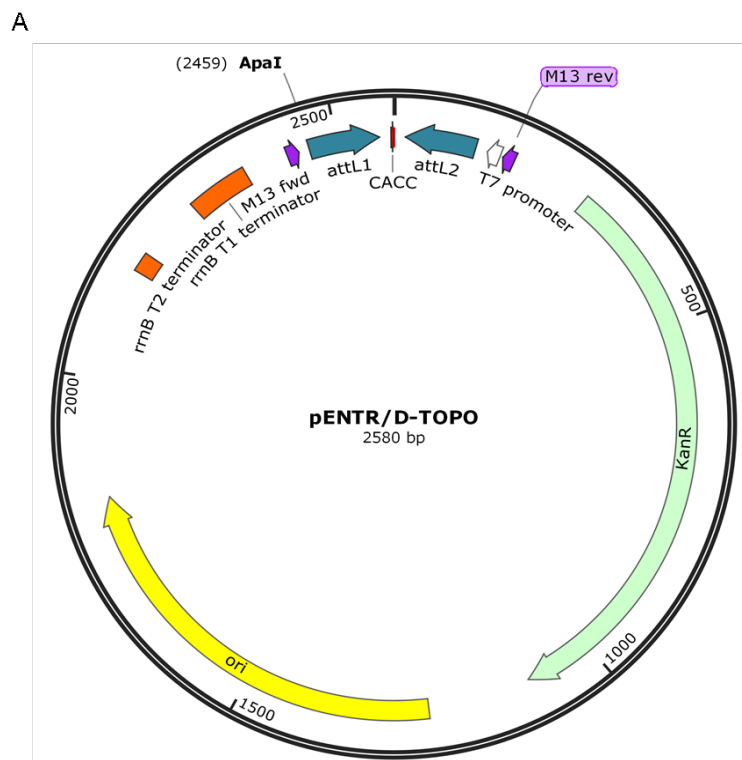 A
(2459) ApaI
M13 rev
2500
attL1
CACC
attL2
T7 promoter
M13 fwd
rrnB T1 terminator
rrnB T2 terminator
500
2000
pENTR/D-TOPO
2580 bp
KanR
ori
1000
1500